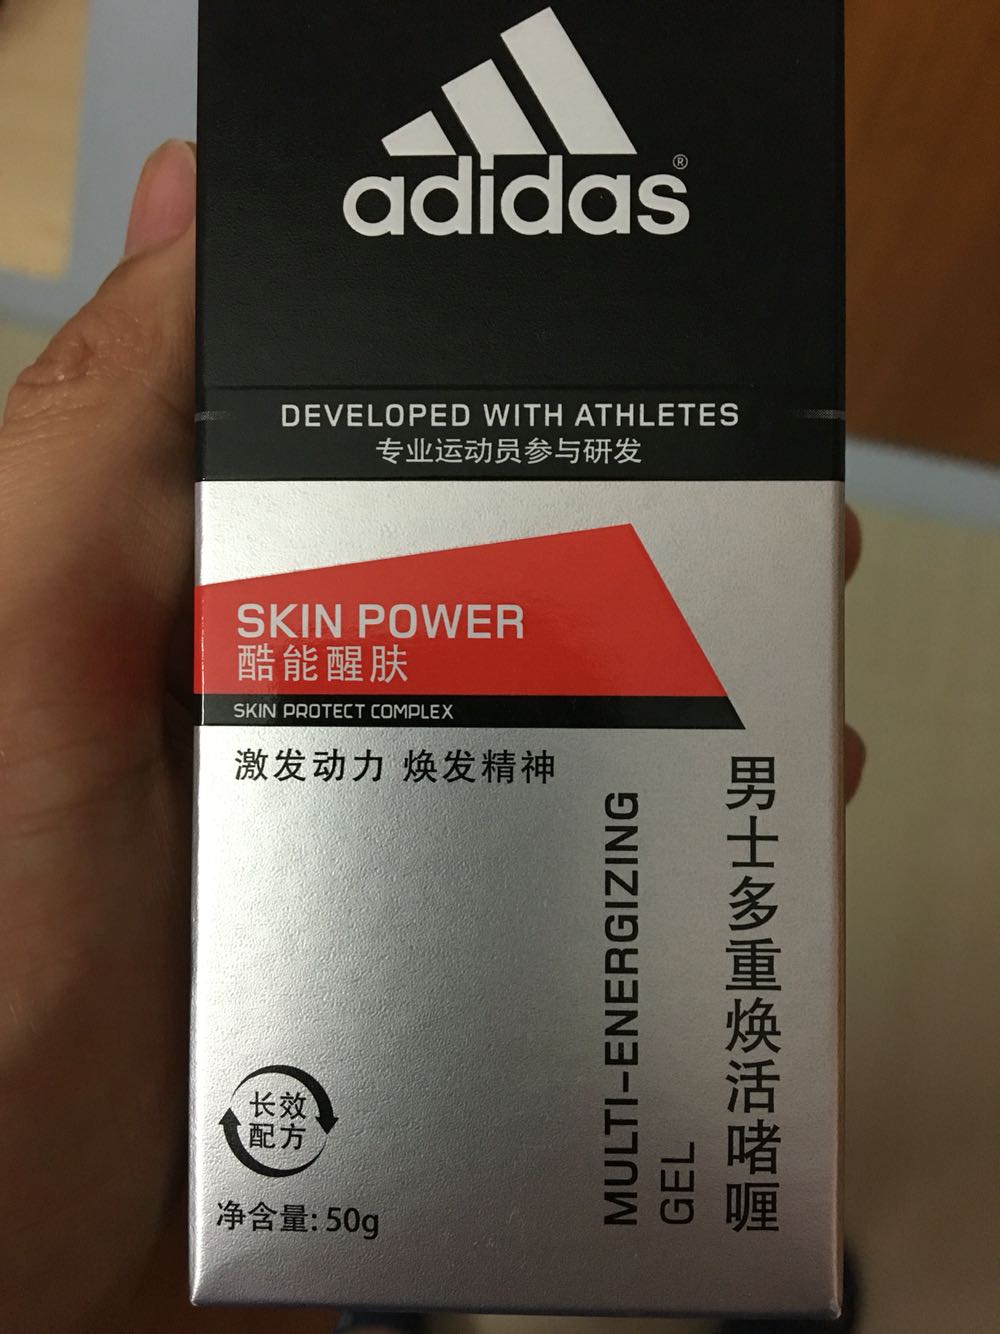 adidas®
DEVELOPED WITH ATHLETES
专业运动员参与研发
SKIN POWER
酷能醒肤
SKIN PROTECT COMPLEX
激发动力 焕发精神
男士多重焕活啫喱
MULTI-ENERGIZING
GEL
长效
配方
净含量: 50g